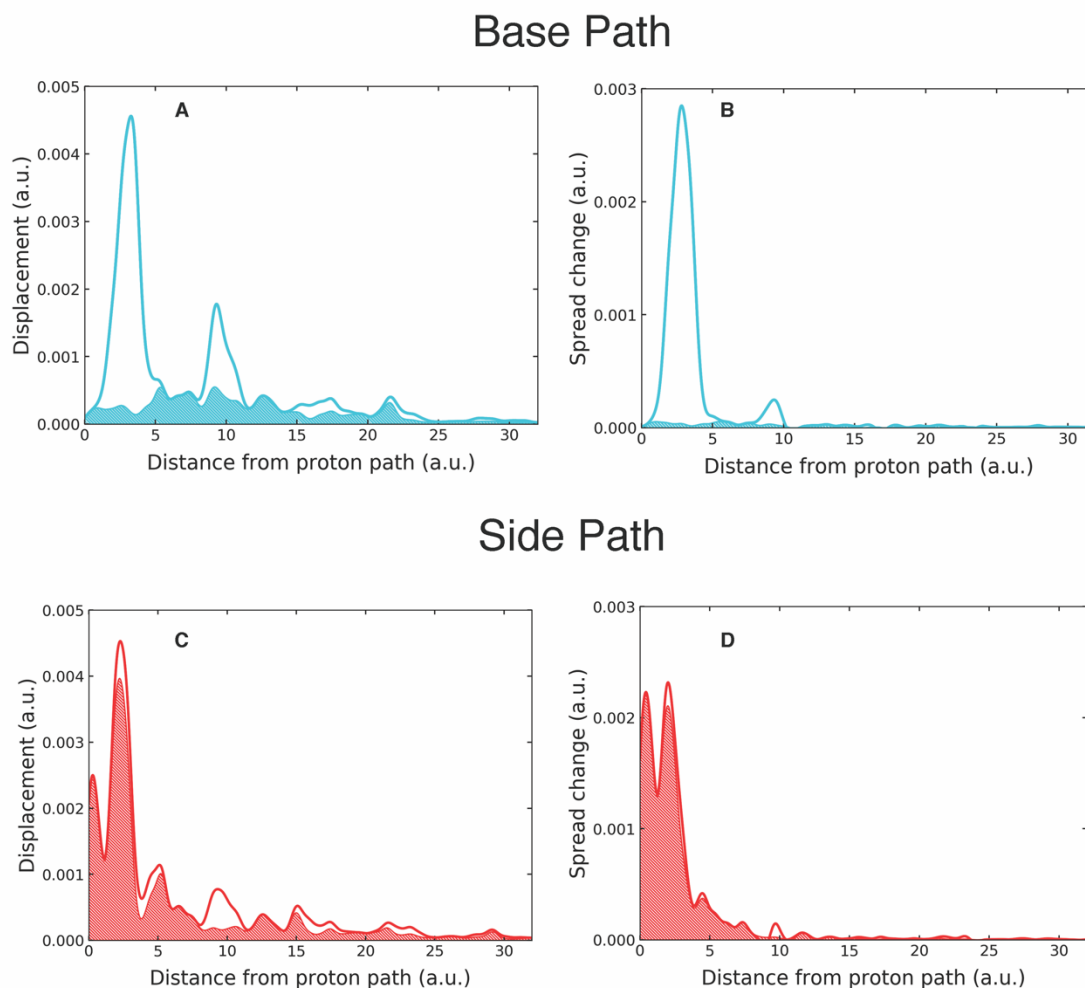 Base Path
A
B
0.005
0.004
0.003
0.002
0.001
0.000
Displacement (a.u.)
0 5 10 15 20 25 30
Distance from proton path (a.u.)
0.003
0.002
0.001
0.000
Spread change (a.u.)
0 5 10 15 20 25 30
Distance from proton path (a.u.)
Side Path
C
D
0.005
0.004
0.003
0.002
0.001
0.000
Displacement (a.u.)
0 5 10 15 20 25 30
Distance from proton path (a.u.)
0.003
0.002
0.001
0.000
Spread change (a.u.)
0 5 10 15 20 25 30
Distance from proton path (a.u.)